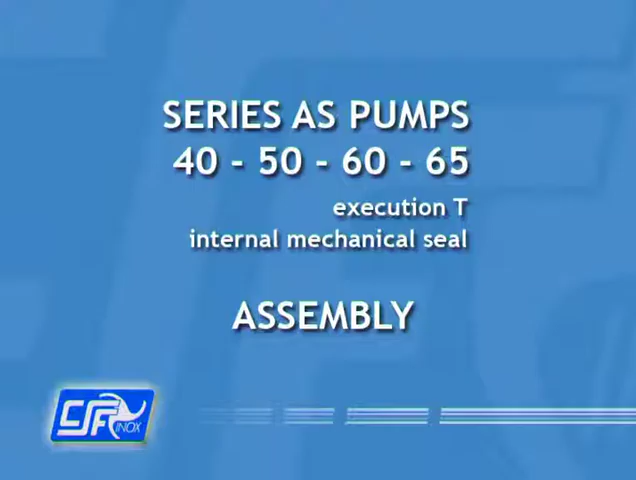 SERIES AS PUMPS
40 - 50 - 60 - 65
execution T
internal mechanical seal
ASSEMBLY
CSF
INOX